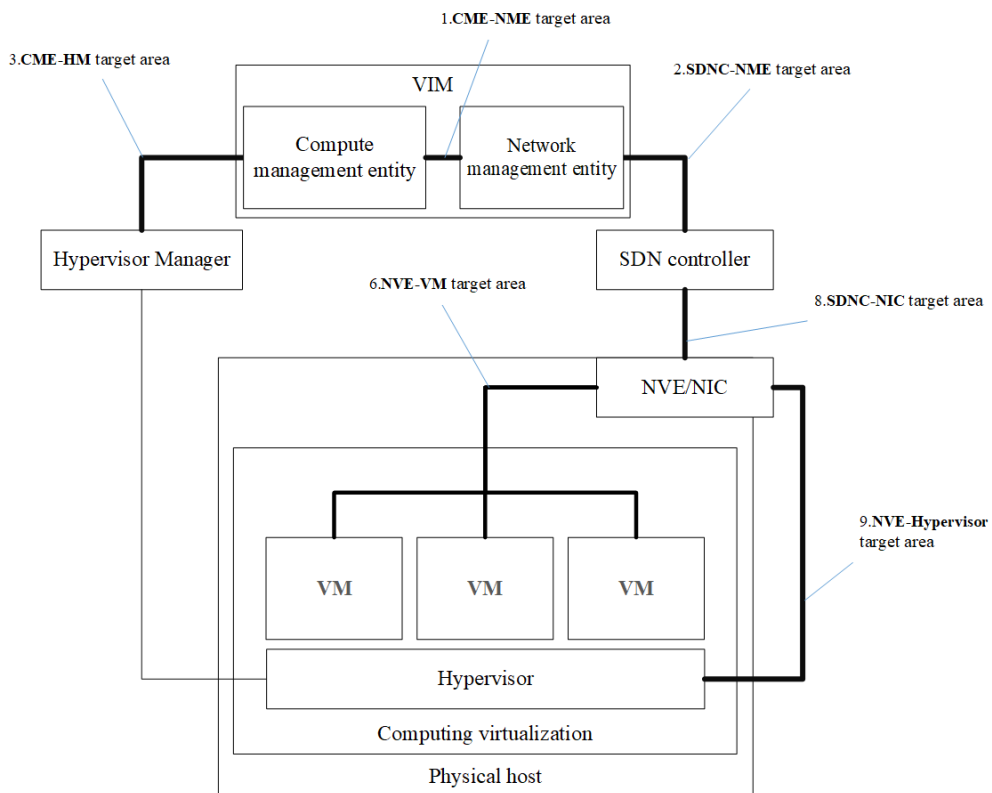 1.CME-NME target area
3.CME-HM target area
2.SDNC-NME target area
VIM
Compute
management entity
Network
management entity
Hypervisor Manager
SDN controller
6.NVE-VM target area
8.SDNC-NIC target area
NVE/NIC
9.NVE-Hypervisor
target area
VM
VM
VM
Hypervisor
Computing virtualization
Physical host